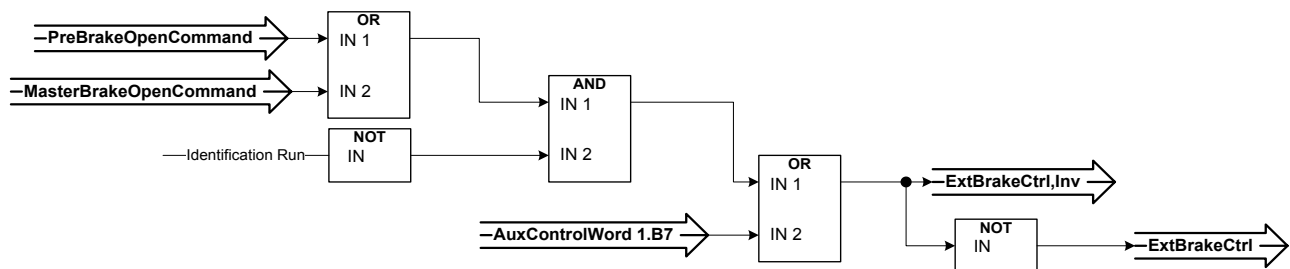 OR
PreBrakeOpenCommand
IN 1
MasterBrakeOpenCommand
IN 2
AND
IN 1
NOT
Identification Run
IN
IN 2
OR
IN 1
ExtBrakeCtrl,Inv
AuxControlWord 1.B7
IN 2
NOT
IN
ExtBrakeCtrl